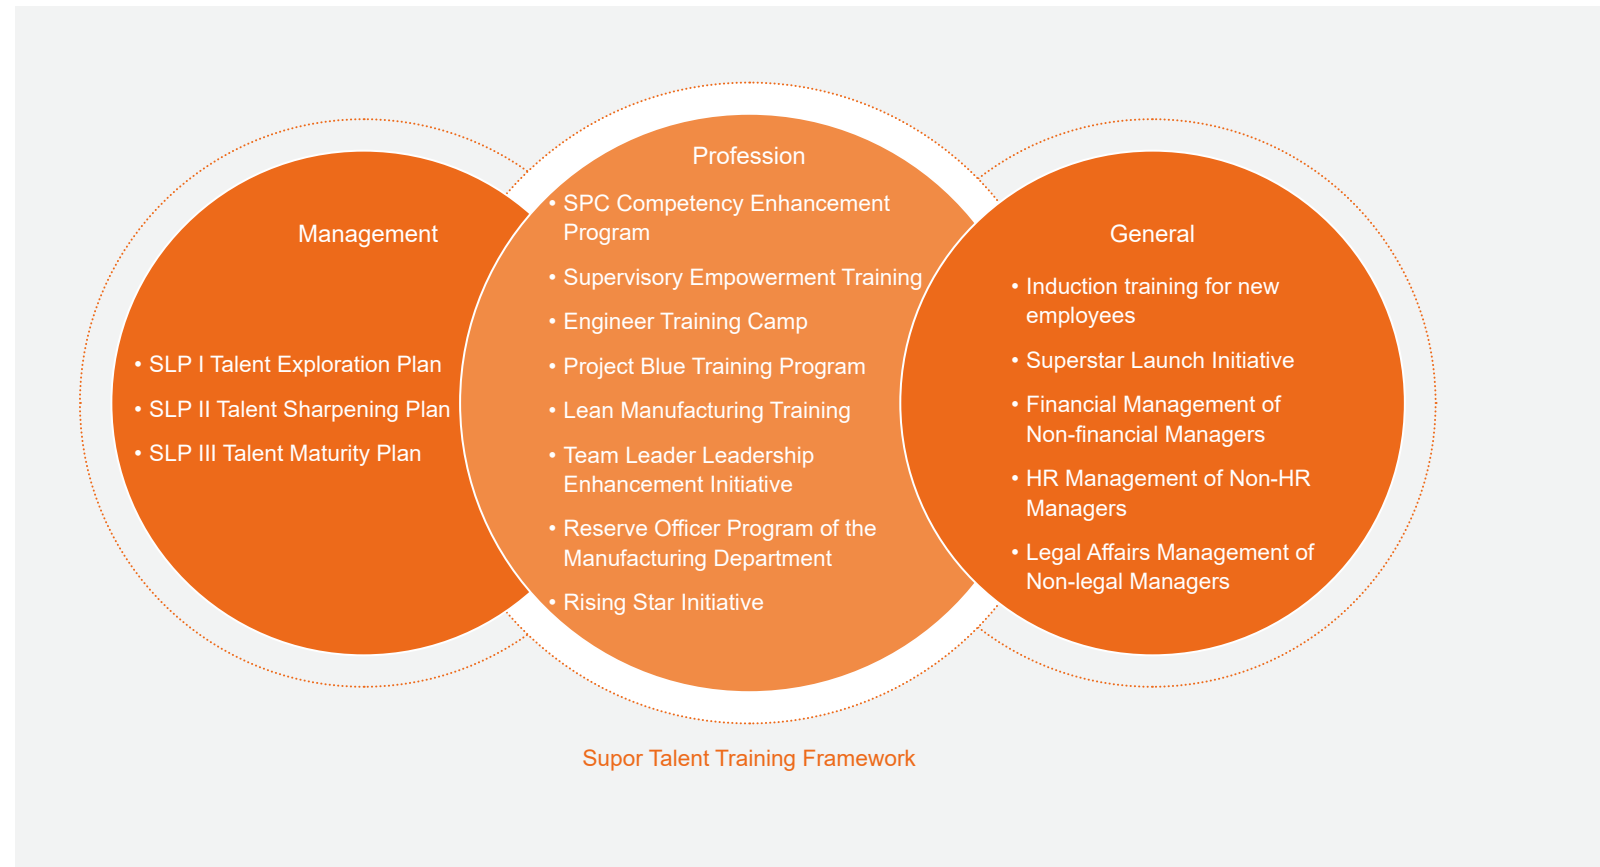 Management
• SLP I Talent Exploration Plan
• SLP II Talent Sharpening Plan
• SLP III Talent Maturity Plan
Profession
• SPC Competency Enhancement
Program
• Supervisory Empowerment Training
• Engineer Training Camp
• Project Blue Training Program
• Lean Manufacturing Training
• Team Leader Leadership
Enhancement Initiative
• Reserve Officer Program of the
Manufacturing Department
• Rising Star Initiative
General
• Induction training for new
employees
• Superstar Launch Initiative
• Financial Management of
Non-financial Managers
• HR Management of Non-HR
Managers
• Legal Affairs Management of
Non-legal Managers
Supor Talent Training Framework